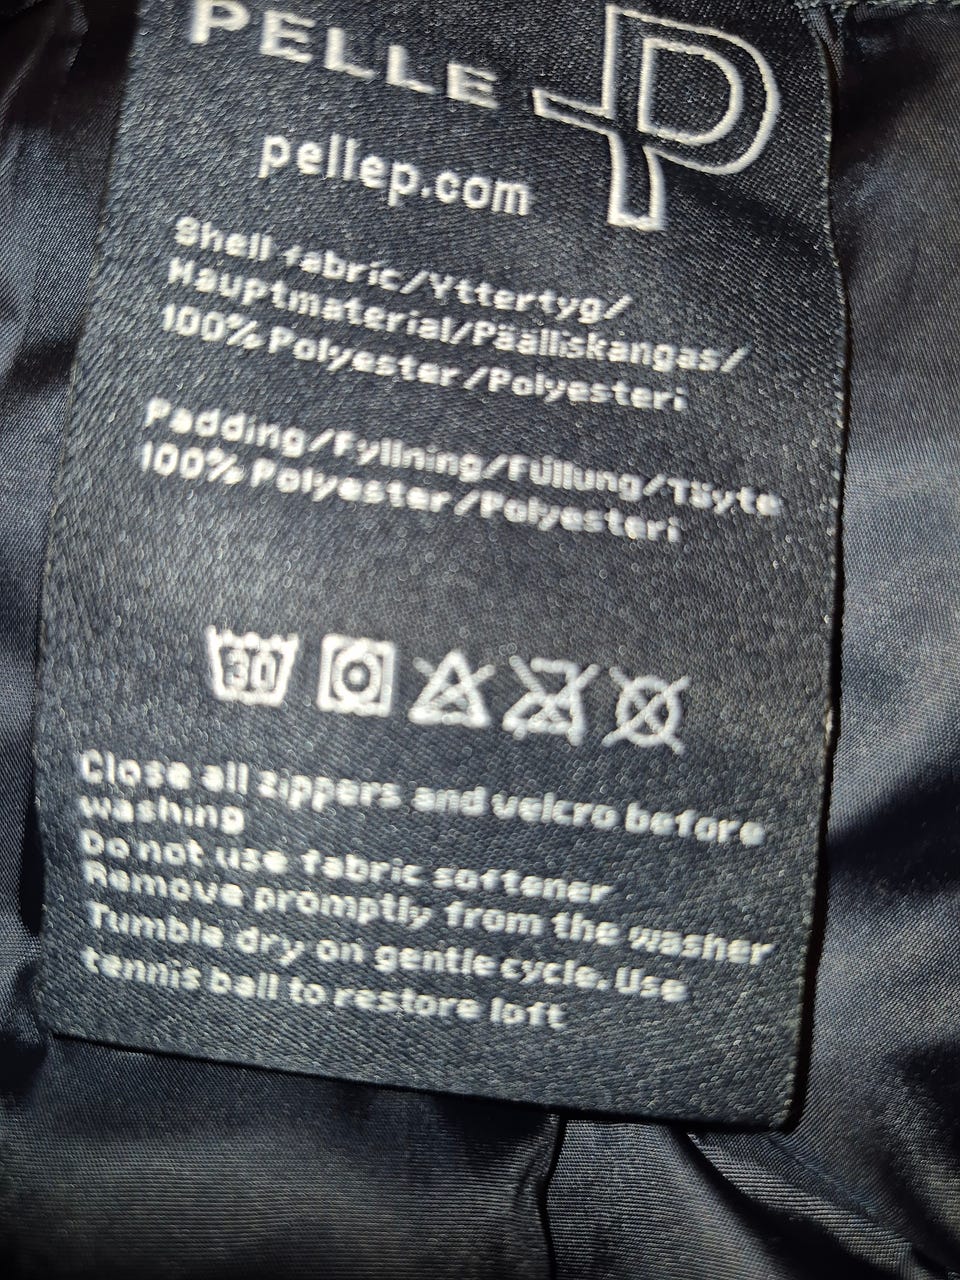 PELLE P
pellep.com
Shell fabric/Yttertyg/
Hauptmaterial/Päälliskangas/
100% Polyester/Polyesteri
Padding/Fyllning/Füllung/Täyte
100% Polyester/Polyesteri
30
Close all zippers and velcro before
washing
Do not use fabric softener
Remove promptly from the washer
Tumble dry on gentle cycle. Use
tennis ball to restore loft